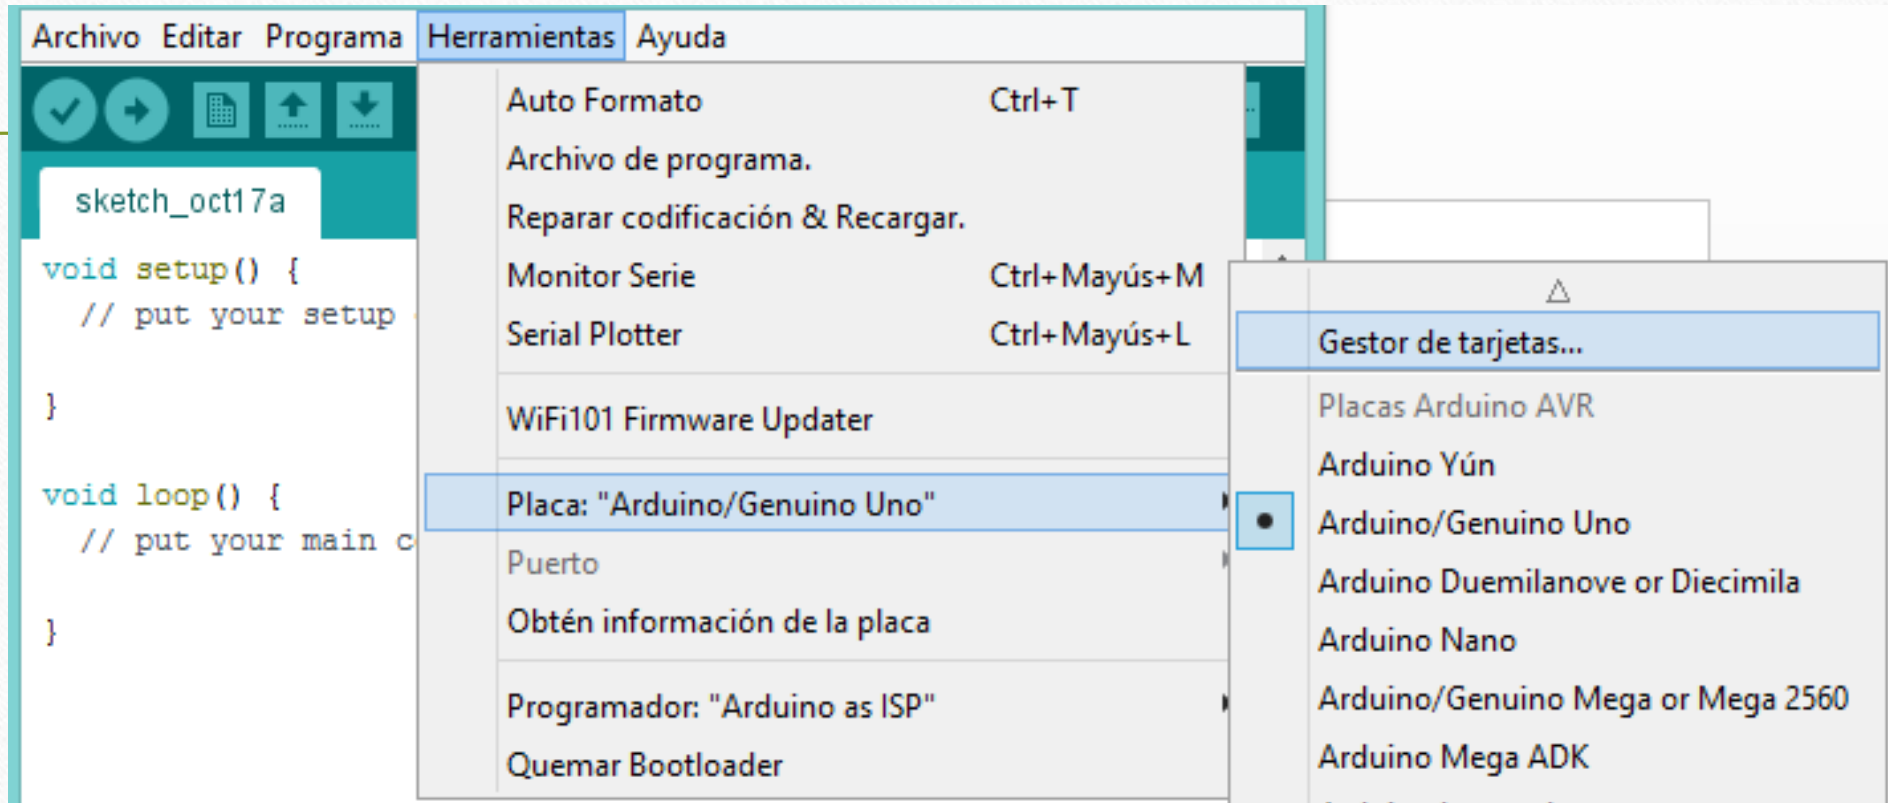 Archivo Editar Programa Herramientas Ayuda
sketch_oct17a
void setup() {
// put your setup
}
void loop() {
// put your main
}
Auto Formato Ctrl+T
Archivo de programa.
Reparar codificación & Recargar.
Monitor Serie Ctrl+Mayús+M
Serial Plotter Ctrl+Mayús+L
WiFi101 Firmware Updater
Placa: "Arduino/Genuino Uno"
Puerto
Obtén información de la placa
Programador: "Arduino as ISP"
Quemar Bootloader
Gestor de tarjetas...
Placas Arduino AVR
Arduino Yún
Arduino/Genuino Uno
Arduino Duemilanove or Diecimila
Arduino Nano
Arduino/Genuino Mega or Mega 2560
Arduino Mega ADK